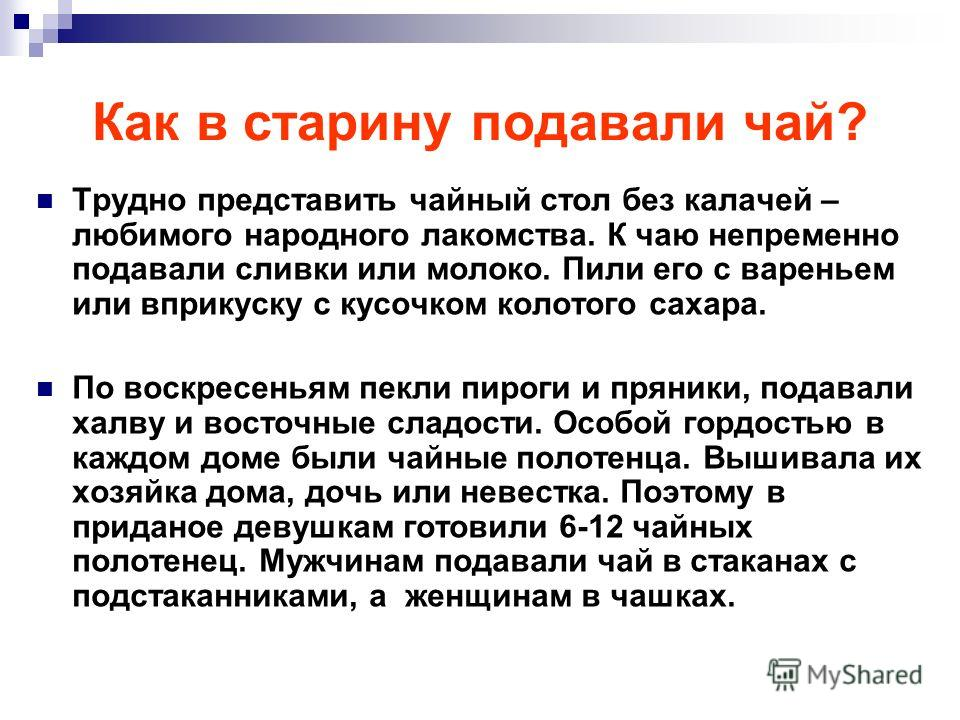 Как в старину подавали чай?
Трудно представить чайный стол без калачей –
любимого народного лакомства. К чаю непременно
подавали сливки или молоко. Пили его с вареньем
или вприкуску с кусочком колотого сахара.
По воскресеньям пекли пироги и пряники, подавали
халву и восточные сладости. Особой гордостью в
каждом доме были чайные полотенца. Вышивала их
хозяйка дома, дочь или невестка. Поэтому в
приданое девушкам готовили 6-12 чайных
полотенец. Мужчинам подавали чай в стаканах с
подстаканниками, а женщинам в чашках.
MyShared